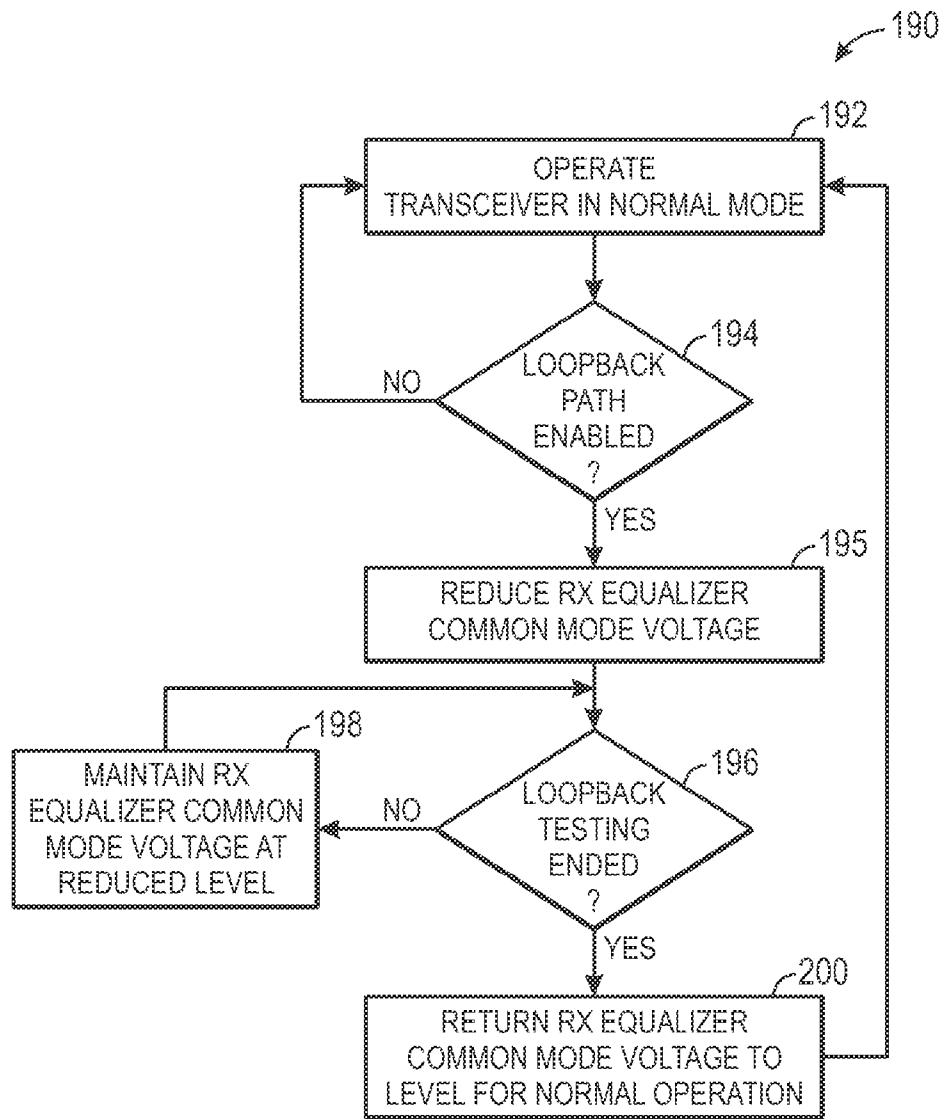 190
192
OPERATE
TRANSCEIVER IN NORMAL MODE
194
LOOPBACK
PATH
ENABLED
?
NO
YES
195
REDUCE RX EQUALIZER
COMMON MODE VOLTAGE
198
MAINTAIN RX
EQUALIZER COMMON
MODE VOLTAGE AT
REDUCED LEVEL
196
LOOPBACK
TESTING
ENDED
?
NO
YES
200
RETURN RX EQUALIZER
COMMON MODE VOLTAGE TO
LEVEL FOR NORMAL OPERATION